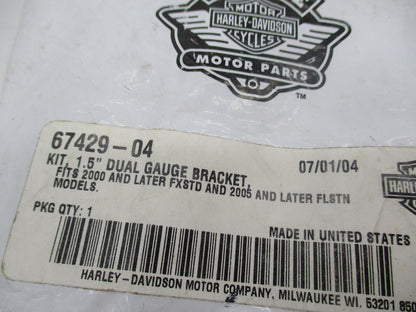 MOTOR
HARLEY-DAVIDSON
CYCLES
MOTOR PARTS
TM
67429-04
07/01/04
KIT, 1.5" DUAL GAUGE BRACKET,
FITS 2000 AND LATER FXSTD AND 2005 AND LATER FLSTN
MODELS.
PKG QTY: 1
MADE IN UNITED STATES
HARLEY-DAVIDSON MOTOR COMPANY, MILWAUKEE WI. 53201 850